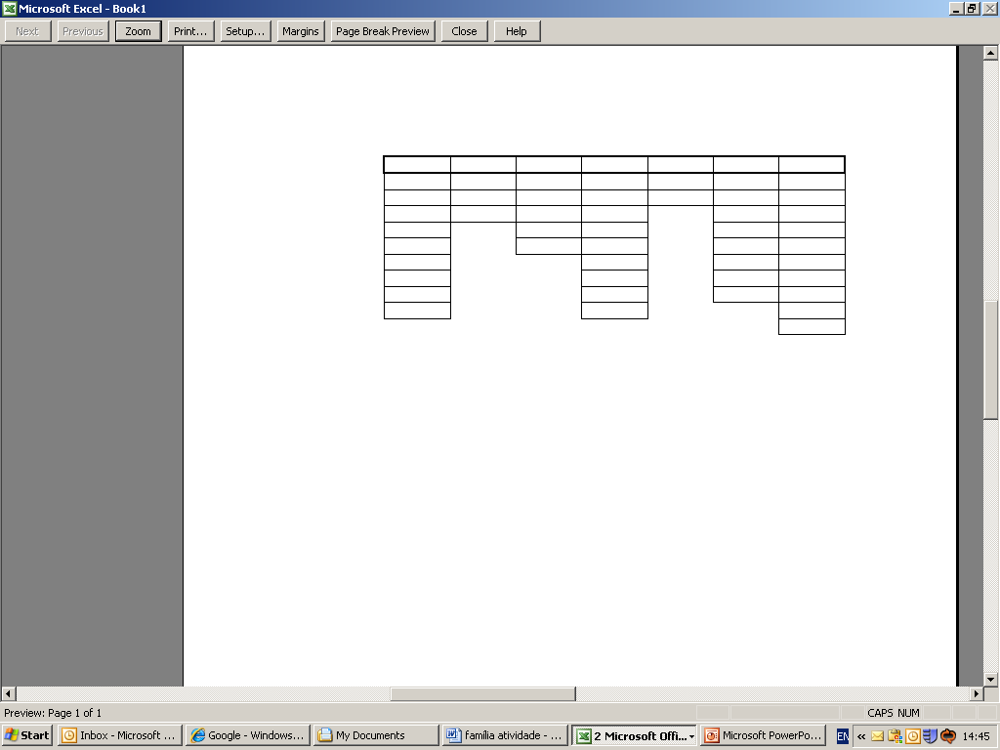 Microsoft Excel - Book1
Next Previous Zoom Print... Setup... Margins Page Break Preview Close Help
Preview: Page 1 of 1 CAPS NUM
Start Inbox - Microsoft ... Google - Windows... My Documents família atividade - ... 2 Microsoft Offi... Microsoft PowerPo... EN « 14:45